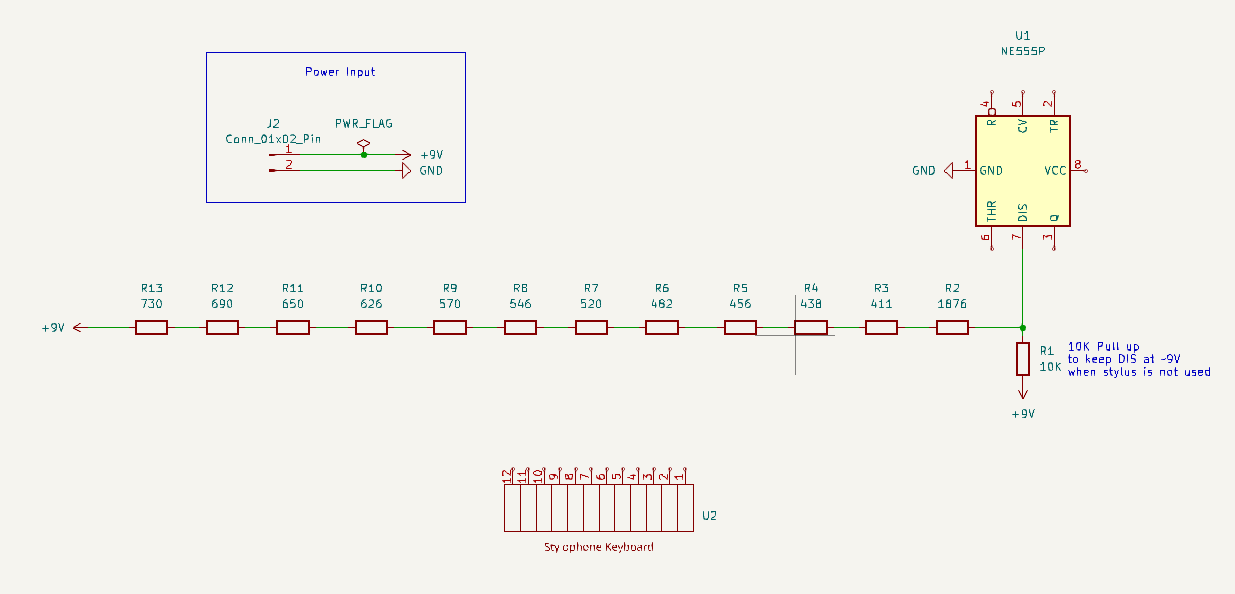 U1
NE555P
Power Input
J2
PWR_FLAG
Conn_01x02_Pin
1
+9V
2
GND
4
5
2
R
CV
TR
GND
1
GND
VCC
8
THR
DIS
Q
6
7
3
R13
R12
R11
R10
R9
R8
R7
R6
R5
R4
R3
R2
730
690
650
626
570
546
520
482
456
438
411
1876
+9V
R1
10K
10K Pull up
to keep DIS at ~9V
when stylus is not used
+9V
12
11
10
9
8
7
6
5
4
3
2
1
U2
Stylophone Keyboard